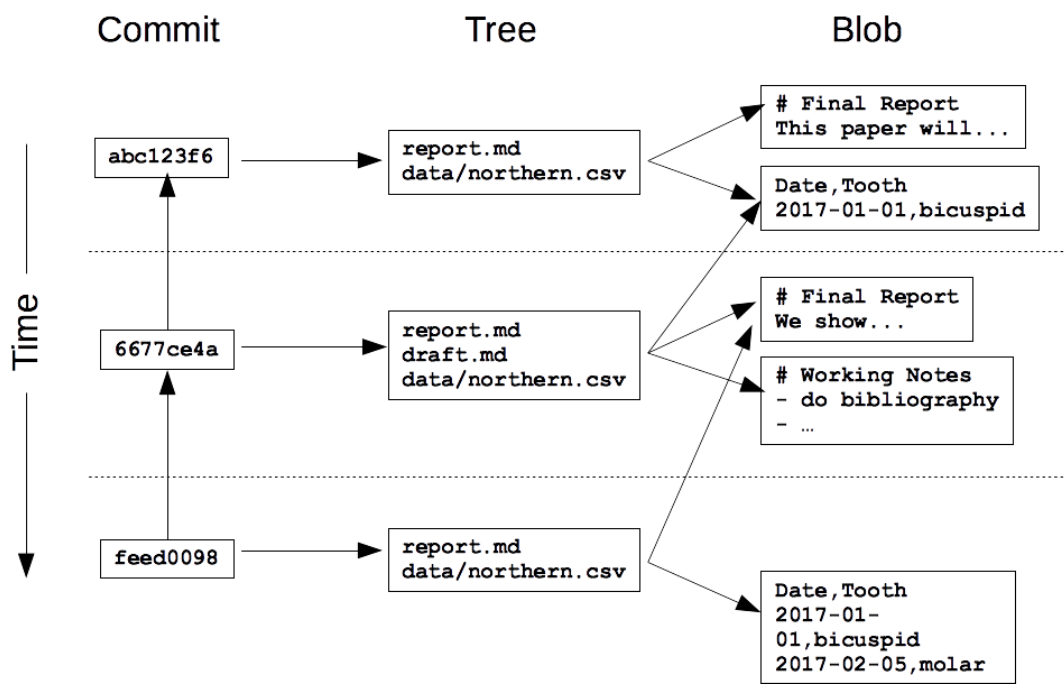 Commit
Tree
Blob
Time
abc123f6
report.md
data/northern.csv
# Final Report
This paper will...
Date,Tooth
2017-01-01,bicuspid
6677ce4a
report.md
draft.md
data/northern.csv
# Final Report
We show...
# Working Notes
- do bibliography
- …
feed0098
report.md
data/northern.csv
Date,Tooth
2017-01-
01,bicuspid
2017-02-05,molar